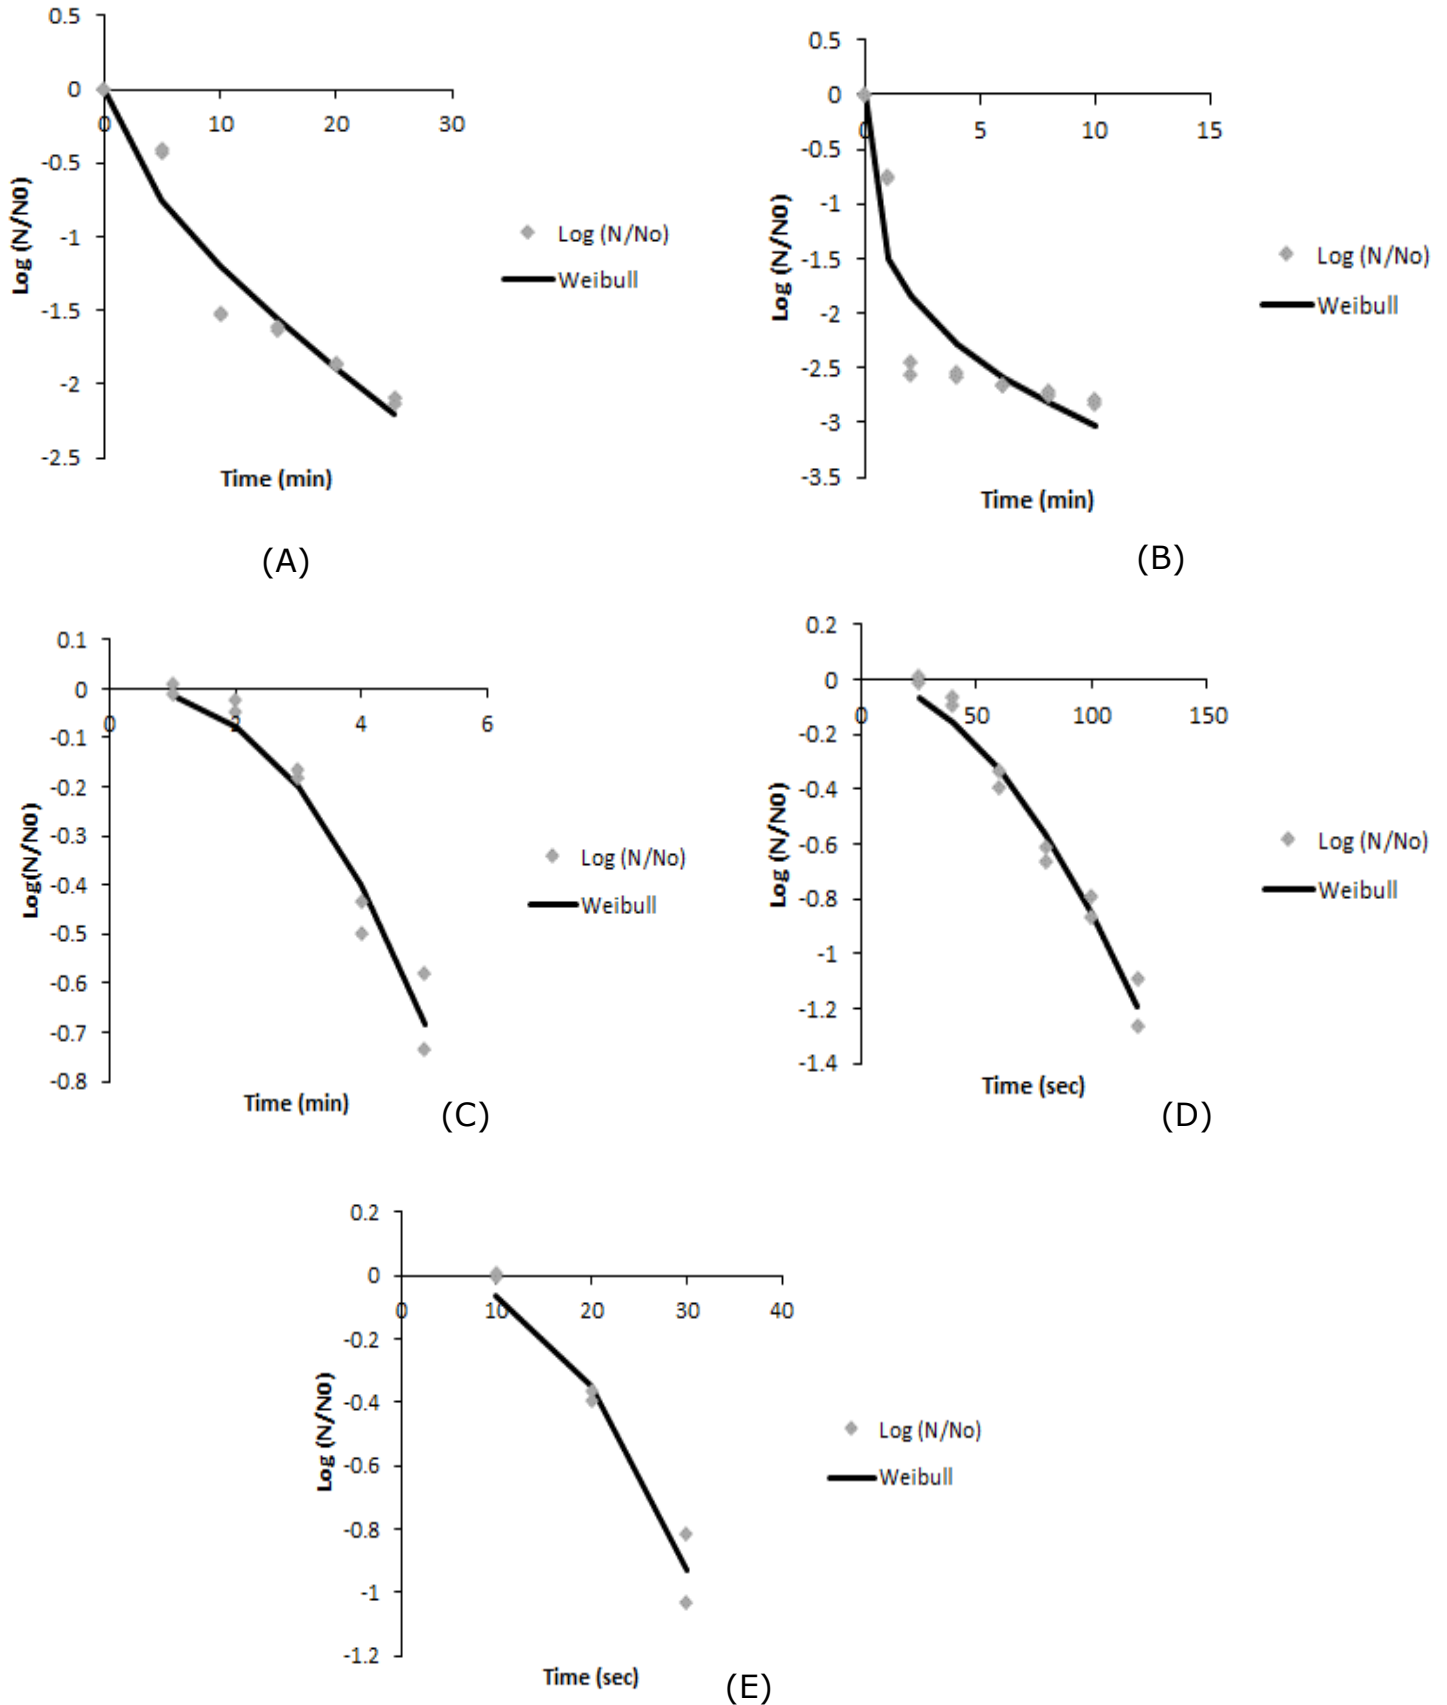 0.5
0
0 10 20 30
-0.5
-1
-1.5
-2
-2.5
Log (N/N0)
Time (min)
Log (N/No)
Weibull
(A)
0.5
0
0 5 10 15
-0.5
-1
-1.5
-2
-2.5
-3
-3.5
Log (N/N0)
Time (min)
Log (N/No)
Weibull
(B)
0.1
0
0 2 4 6
-0.1
-0.2
-0.3
-0.4
-0.5
-0.6
-0.7
-0.8
Log(N/N0)
Time (min)
Log (N/No)
Weibull
(C)
0.2
0
0 50 100 150
-0.2
-0.4
-0.6
-0.8
-1
-1.2
-1.4
Log (N/N0)
Time (sec)
Log (N/No)
Weibull
(D)
0.2
0
0 10 20 30 40
-0.2
-0.4
-0.6
-0.8
-1
-1.2
Log (N/N0)
Time (sec)
Log (N/No)
Weibull
(E)